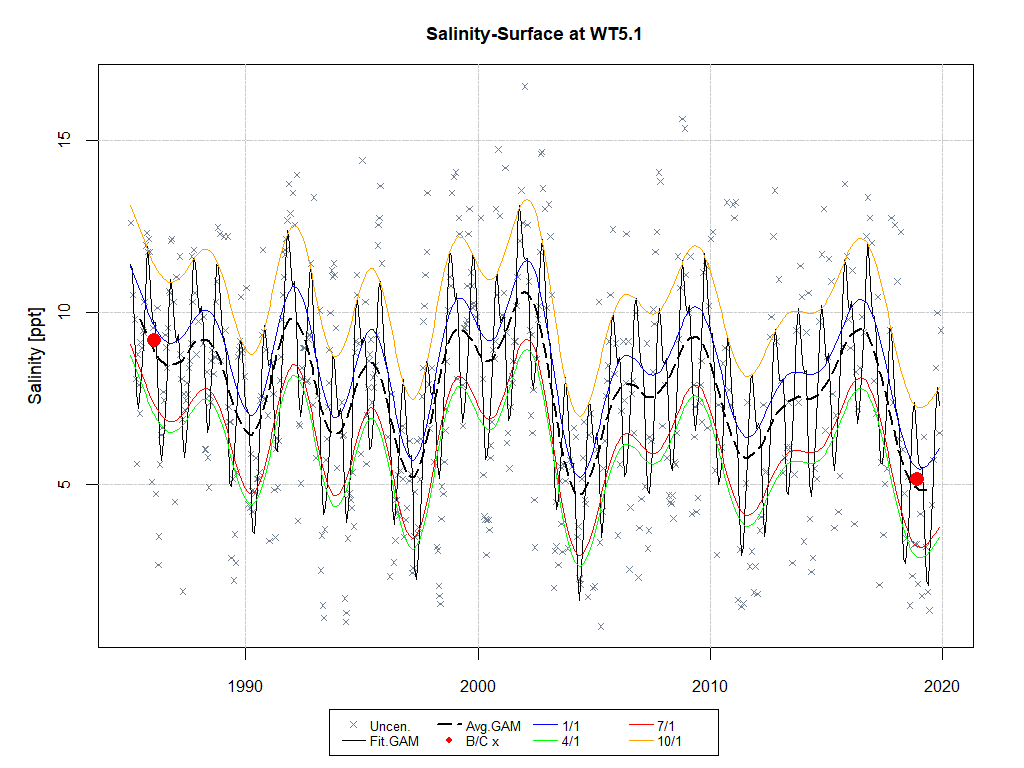 Salinity-Surface at WT5.1
Salinity [ppt]
15
10
5
1990 2000 2010 2020
Uncen. Avg.GAM 1/1 7/1
Fit.GAM B/C x 4/1 10/1